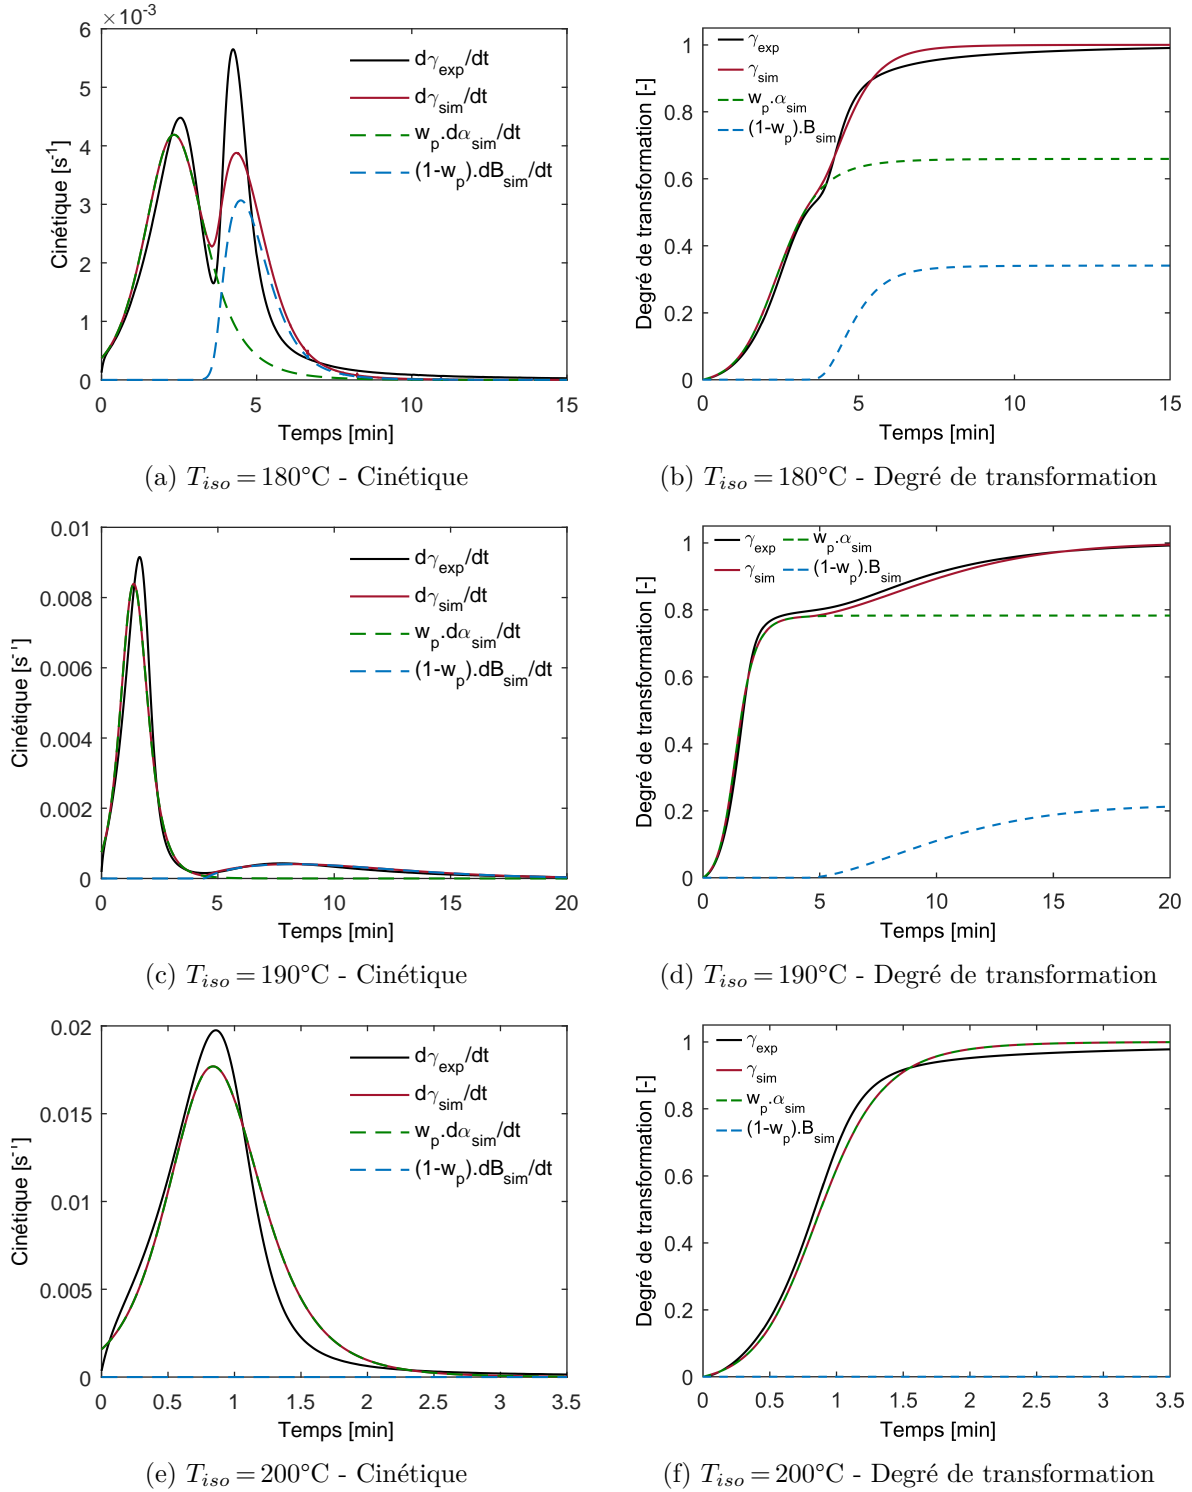 ×10⁻³
6
5
4
3
2
1
0
Cinétique [s⁻¹]
dγexp/dt
dγsim/dt
wp.dαsim/dt
(1-wp).dBsim/dt
0 5 10 15
Temps [min]
(a) Tiso = 180°C - Cinétique
1
0.8
0.6
0.4
0.2
0
Degré de transformation [-]
γexp
γsim
wp.αsim
(1-wp).Bsim
0 5 10 15
Temps [min]
(b) Tiso = 180°C - Degré de transformation
0.01
0.008
0.006
0.004
0.002
0
Cinétique [s⁻¹]
dγexp/dt
dγsim/dt
wp.dαsim/dt
(1-wp).dBsim/dt
0 5 10 15 20
Temps [min]
(c) Tiso = 190°C - Cinétique
1
0.8
0.6
0.4
0.2
0
Degré de transformation [-]
γexp wp.αsim
γsim (1-wp).Bsim
0 5 10 15 20
Temps [min]
(d) Tiso = 190°C - Degré de transformation
0.02
0.015
0.01
0.005
0
Cinétique [s⁻¹]
dγexp/dt
dγsim/dt
wp.dαsim/dt
(1-wp).dBsim/dt
0 0.5 1 1.5 2 2.5 3 3.5
Temps [min]
(e) Tiso = 200°C - Cinétique
1
0.8
0.6
0.4
0.2
0
Degré de transformation [-]
γexp
γsim
wp.αsim
(1-wp).Bsim
0 0.5 1 1.5 2 2.5 3 3.5
Temps [min]
(f) Tiso = 200°C - Degré de transformation